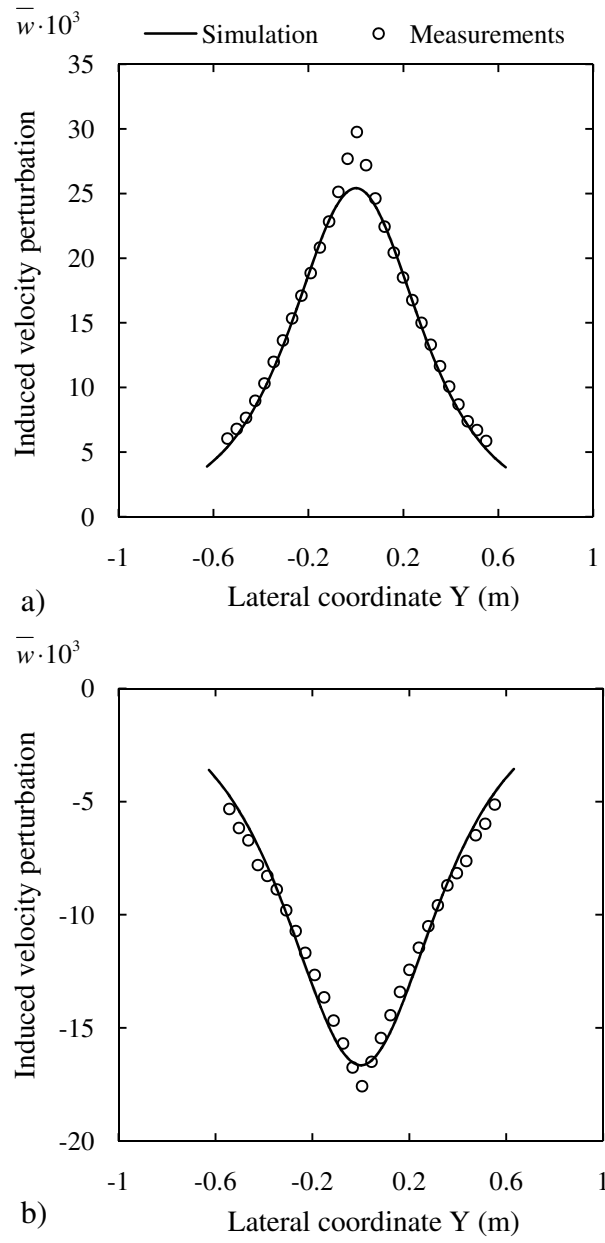 w̅·10³
Simulation Measurements
Induced velocity perturbation
35
30
25
20
15
10
5
0
-1 -0.6 -0.2 0.2 0.6 1
Lateral coordinate Y (m)
a)
w̅·10³
Induced velocity perturbation
0
-5
-10
-15
-20
-1 -0.6 -0.2 0.2 0.6 1
Lateral coordinate Y (m)
b)